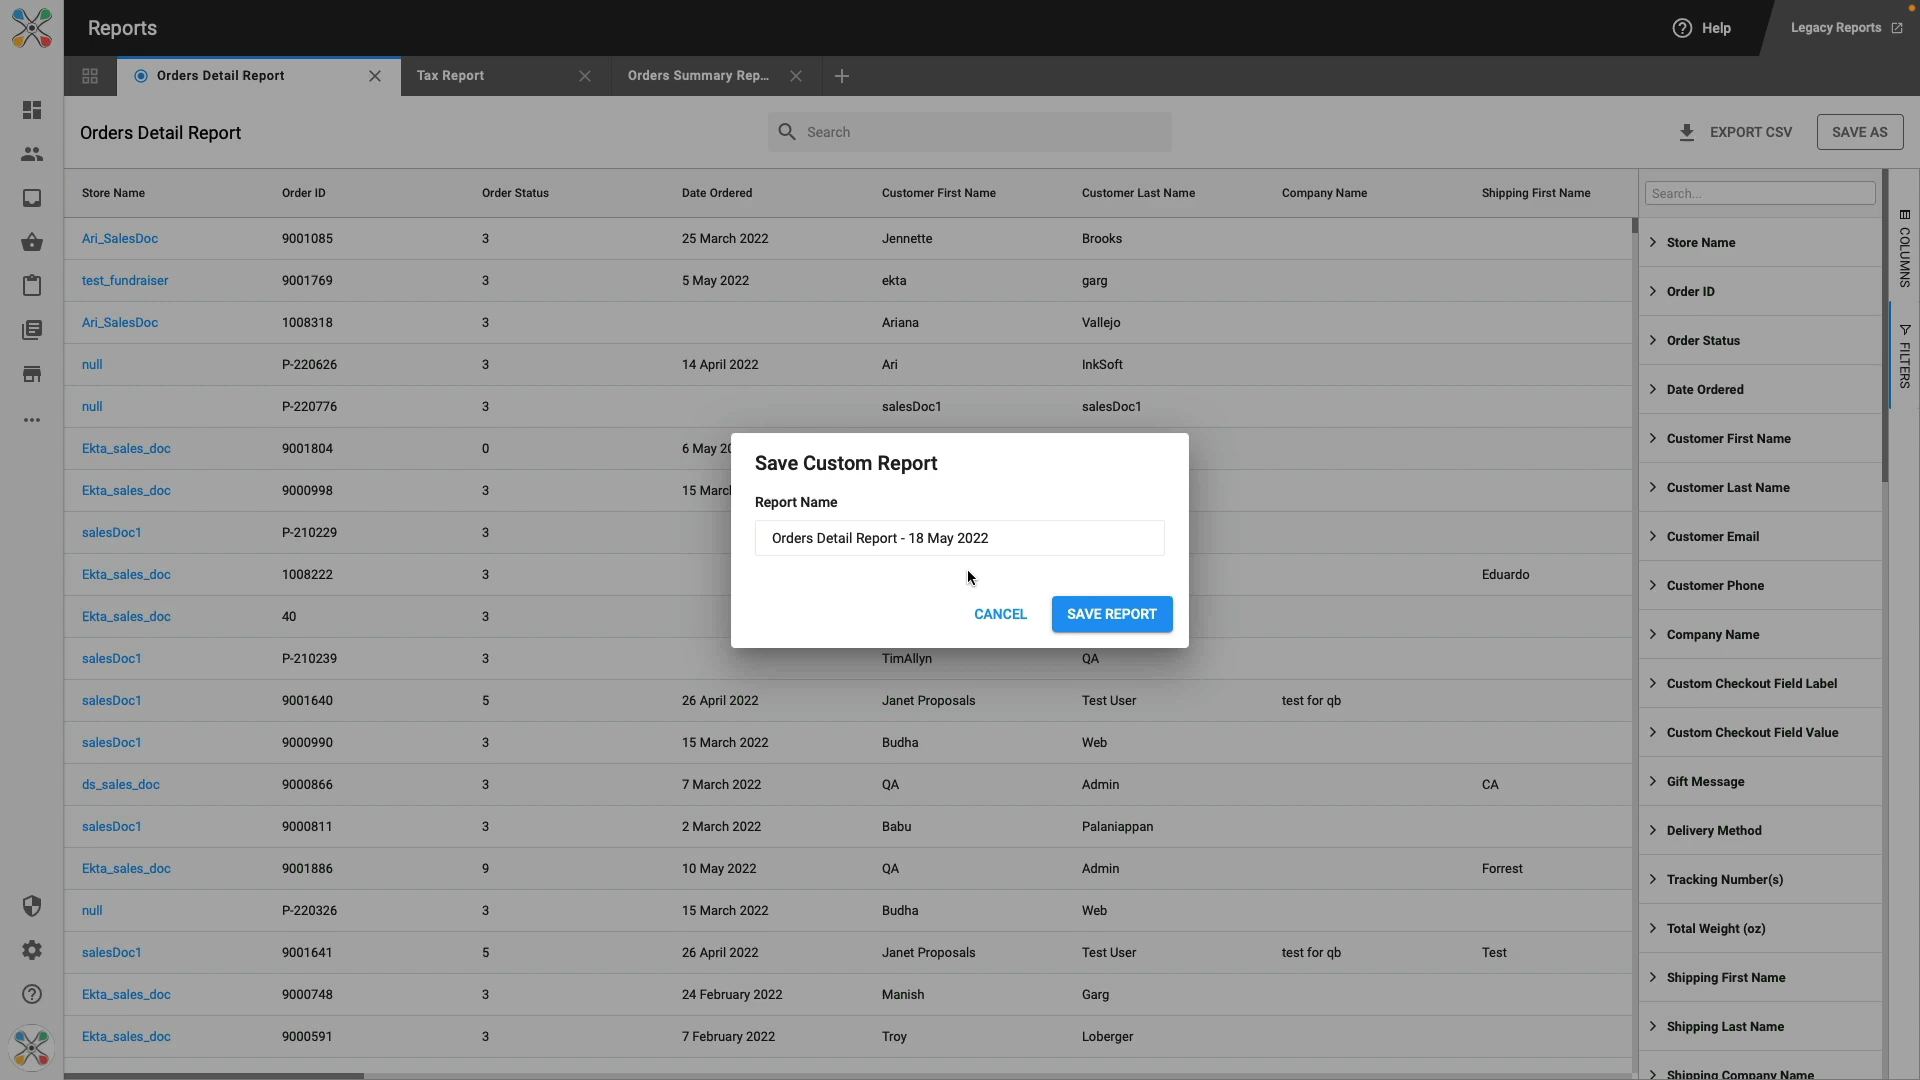 Reports
Help
Legacy Reports
Orders Detail Report
Tax Report
Orders Summary Rep...
Orders Detail Report
Search
EXPORT CSV
SAVE AS
Store Name Order ID Order Status Date Ordered Customer First Name Customer Last Name Company Name Shipping First Name
Ari_SalesDoc 9001085 3 25 March 2022 Jennette Brooks
test_fundraiser 9001769 3 5 May 2022 ekta garg
Ari_SalesDoc 1008318 3 Ariana Vallejo
null P-220626 3 14 April 2022 Ari InkSoft
null P-220776 3 salesDoc1 salesDoc1
Ekta_sales_doc 9001804 0 6 May 20
Ekta_sales_doc 9000998 3 15 Marc
salesDoc1 P-210229 3
Ekta_sales_doc 1008222 3 Eduardo
Ekta_sales_doc 40 3
salesDoc1 P-210239 3 TimAllyn QA
salesDoc1 9001640 5 26 April 2022 Janet Proposals Test User test for qb
salesDoc1 9000990 3 15 March 2022 Budha Web
ds_sales_doc 9000866 3 7 March 2022 QA Admin CA
salesDoc1 9000811 3 2 March 2022 Babu Palaniappan
Ekta_sales_doc 9001886 9 10 May 2022 QA Admin Forrest
null P-220326 3 15 March 2022 Budha Web
salesDoc1 9001641 5 26 April 2022 Janet Proposals Test User test for qb Test
Ekta_sales_doc 9000748 3 24 February 2022 Manish Garg
Ekta_sales_doc 9000591 3 7 February 2022 Troy Loberger
Save Custom Report
Report Name
Orders Detail Report - 18 May 2022
CANCEL
SAVE REPORT
Search...
Store Name
Order ID
Order Status
Date Ordered
Customer First Name
Customer Last Name
Customer Email
Customer Phone
Company Name
Custom Checkout Field Label
Custom Checkout Field Value
Gift Message
Delivery Method
Tracking Number(s)
Total Weight (oz)
Shipping First Name
Shipping Last Name
Shipping Company Name
COLUMNS
FILTERS